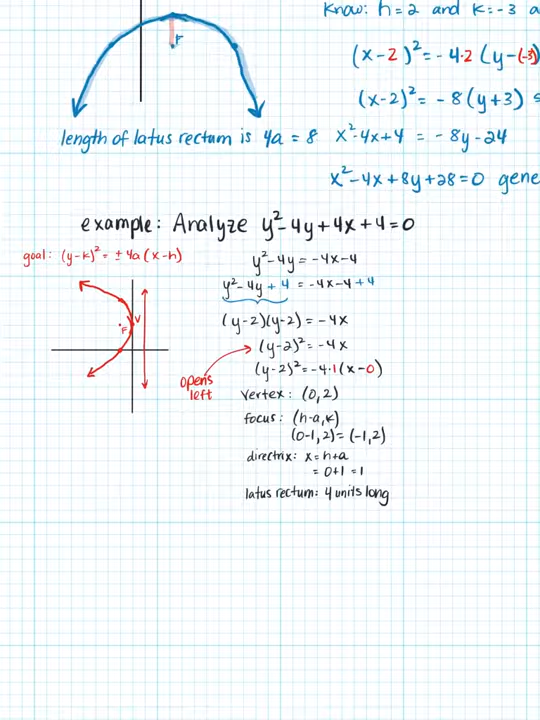 know: h=2 and k=-3 a
F
(x-2)²=-4·2(y-(-3)
(x-2)²=-8(y+3)
length of latus rectum is 4a=8
x²-4x+4=-8y-24
x²-4x+8y+28=0 gene
example: Analyze y²-4y+4x+4=0
goal: (y-k)²=±4a(x-h)
y²-4y=-4x-4
y²-4y+4=-4x-4+4
V
F
(y-2)(y-2)=-4x
(y-2)²=-4x
opens left
(y-2)²=-4·1(x-0)
vertex: (0,2)
focus: (h-a,k)
(0-1,2)=(-1,2)
directrix: x=h+a
=0+1=1
latus rectum: 4 units long